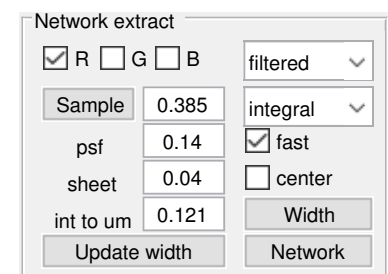 Network extract
R G B filtered
Sample 0.385 integral
psf 0.14 fast
sheet 0.04 center
int to um 0.121 Width
Update width Network